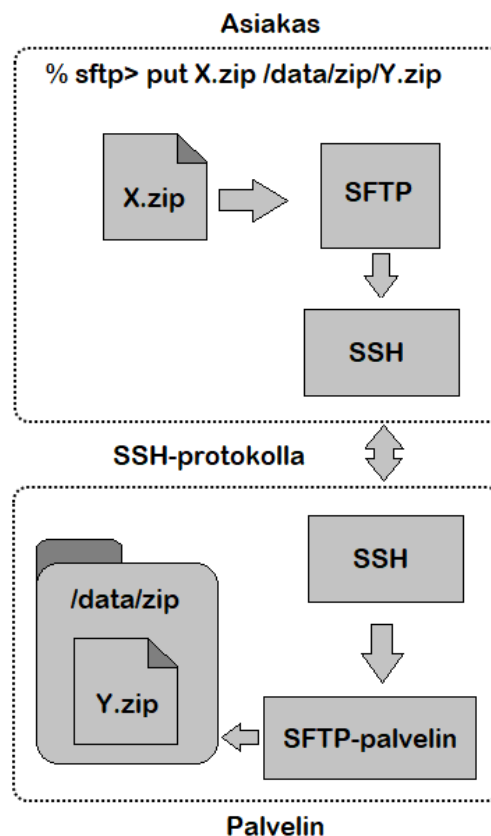 Asiakas
% sftp> put X.zip /data/zip/Y.zip
X.zip
SFTP
SSH
SSH-protokolla
SSH
/data/zip
Y.zip
SFTP-palvelin
Palvelin